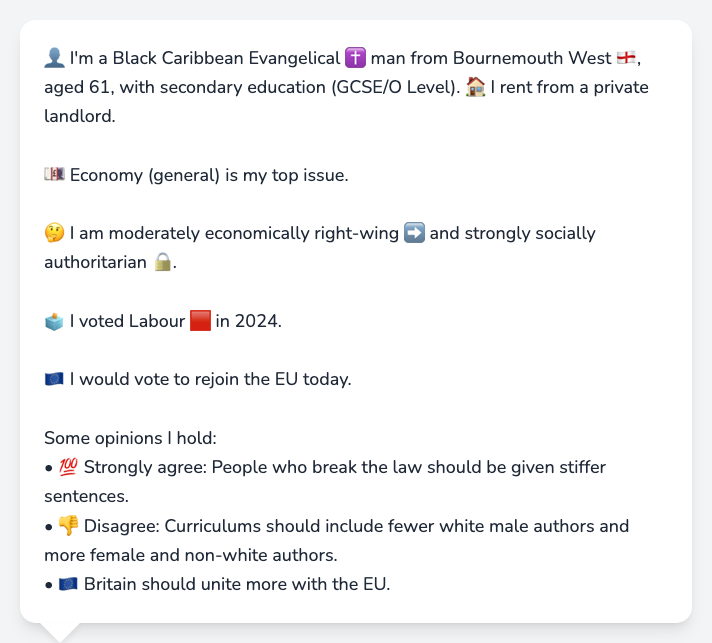 👤 I'm a Black Caribbean Evangelical ✝️ man from Bournemouth West 🏴󠁧󠁢󠁥󠁮󠁧󠁿,
aged 61, with secondary education (GCSE/O Level). 🏠 I rent from a private
landlord.
💷 Economy (general) is my top issue.
🤔 I am moderately economically right-wing ➡️ and strongly socially
authoritarian 🔒.
🗳️ I voted Labour 🟥 in 2024.
🇪🇺 I would vote to rejoin the EU today.
Some opinions I hold:
• 💯 Strongly agree: People who break the law should be given stiffer
sentences.
• 👎 Disagree: Curriculums should include fewer white male authors and
more female and non-white authors.
• 🇪🇺 Britain should unite more with the EU.